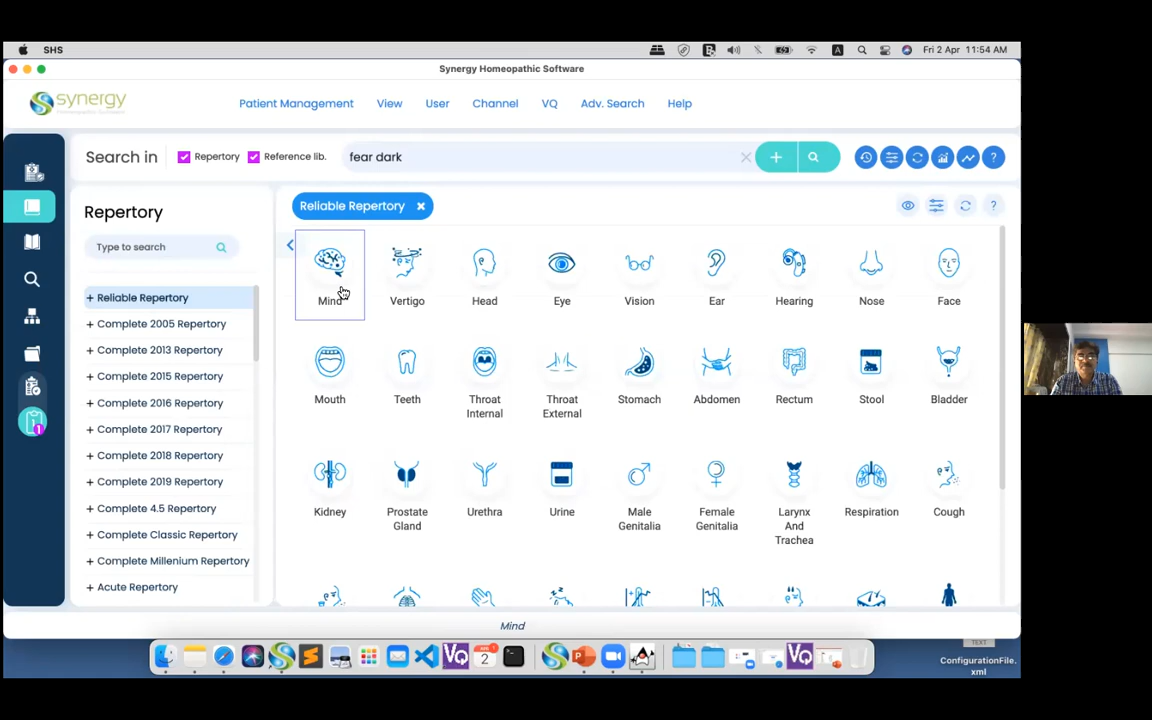 SHS
Fri 2 Apr 11:54 AM
Synergy Homeopathic Software
synergy
Patient Management View User Channel VQ Adv. Search Help
Search in Repertory Reference lib. fear dark
Reliable Repertory
Repertory
Type to search
+ Reliable Repertory
+ Complete 2005 Repertory
+ Complete 2013 Repertory
+ Complete 2015 Repertory
+ Complete 2016 Repertory
+ Complete 2017 Repertory
+ Complete 2018 Repertory
+ Complete 2019 Repertory
+ Complete 4.5 Repertory
+ Complete Classic Repertory
+ Complete Millenium Repertory
+ Acute Repertory
Mind Vertigo Head Eye Vision Ear Hearing Nose Face
Mouth Teeth Throat Internal Throat External Stomach Abdomen Rectum Stool Bladder
Kidney Prostate Gland Urethra Urine Male Genitalia Female Genitalia Larynx And Trachea Respiration Cough
Mind
VQ
APR
2
VQ
TEXT
ConfigurationFile.
xml